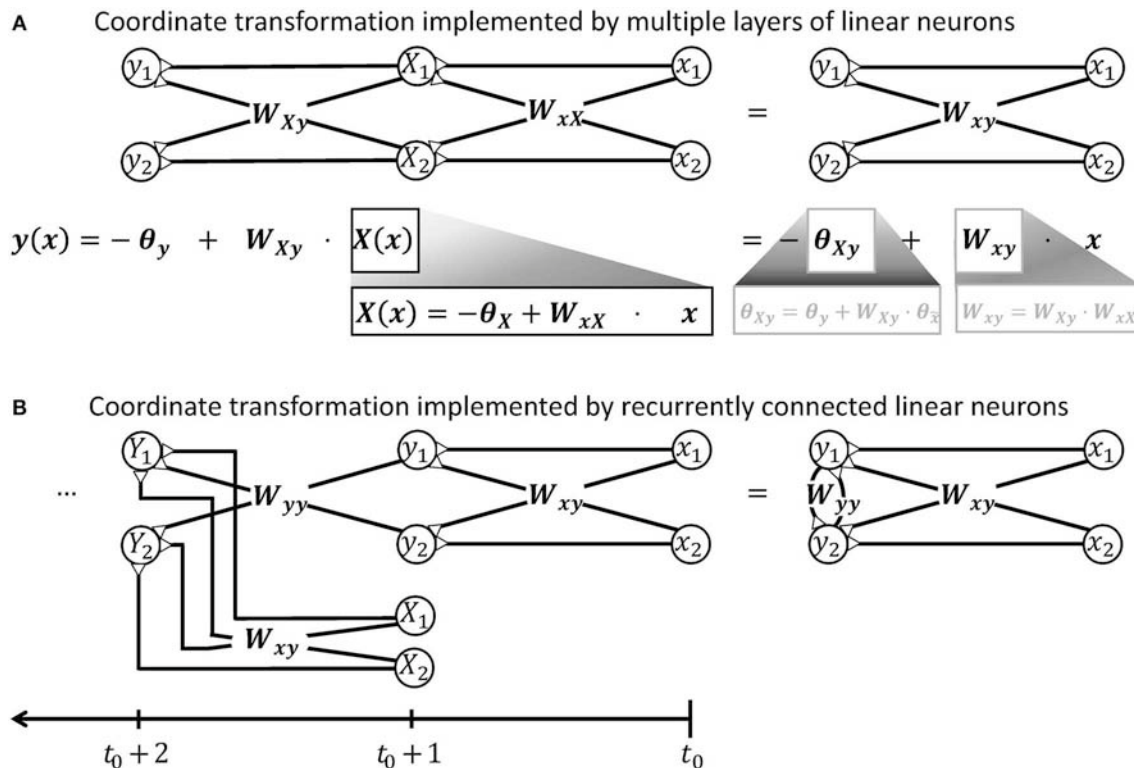 A Coordinate transformation implemented by multiple layers of linear neurons
y₁ X₁ x₁ y₁ x₁
W_Xy W_xX = W_xy
y₂ X₂ x₂ y₂ x₂
y(x) = − θ_y + W_Xy · X(x) = − θ_Xy + W_xy · x
X(x) = −θ_X + W_xX · x θ_Xy = θ_y + W_Xy · θ_x̄ W_xy = W_Xy · W_xX
B Coordinate transformation implemented by recurrently connected linear neurons
Y₁ y₁ x₁ y₁ x₁
... W_yy W_xy = W_yy W_xy
Y₂ y₂ x₂ y₂ x₂
X₁
W_xy
X₂
t₀ + 2 t₀ + 1 t₀